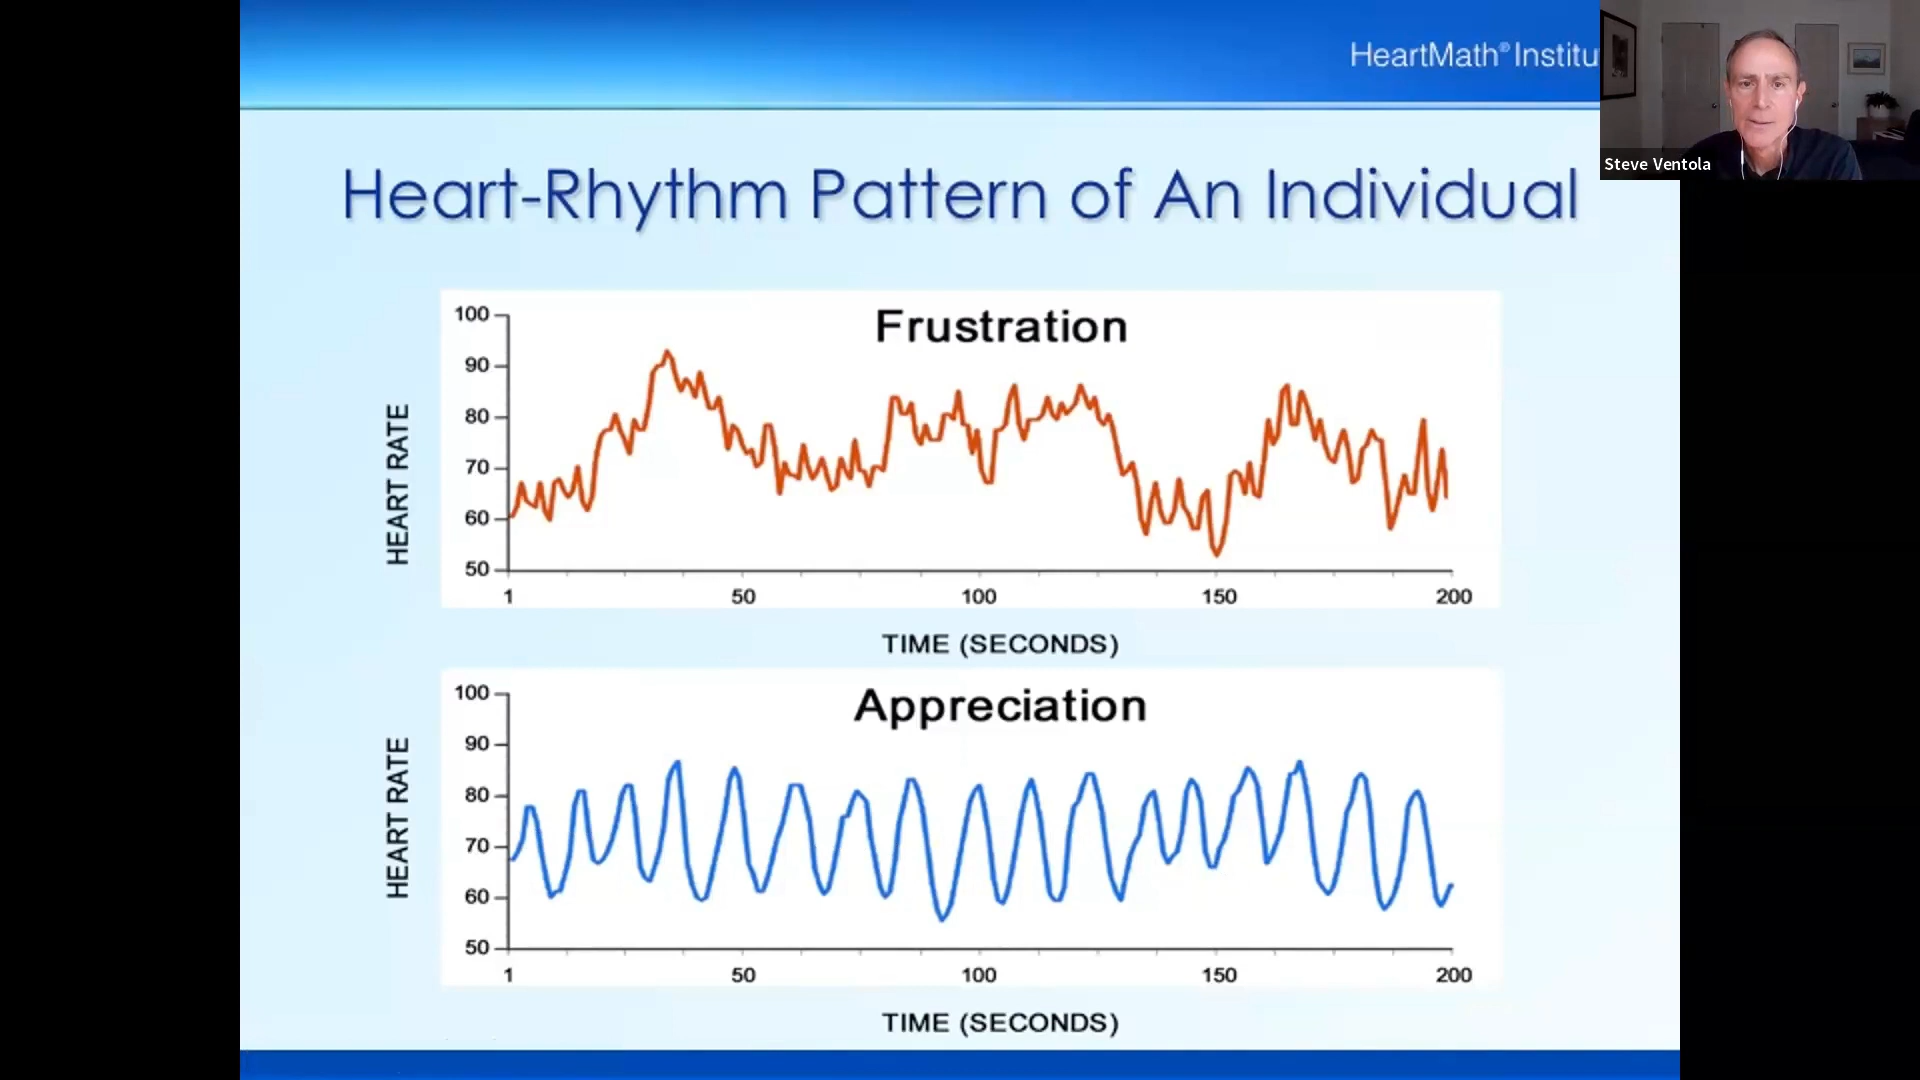 HeartMath® Institu
Steve Ventola
Heart-Rhythm Pattern of An Individual
Frustration
HEART RATE
100
90
80
70
60
50
1 50 100 150 200
TIME (SECONDS)
Appreciation
HEART RATE
100
90
80
70
60
50
1 50 100 150 200
TIME (SECONDS)